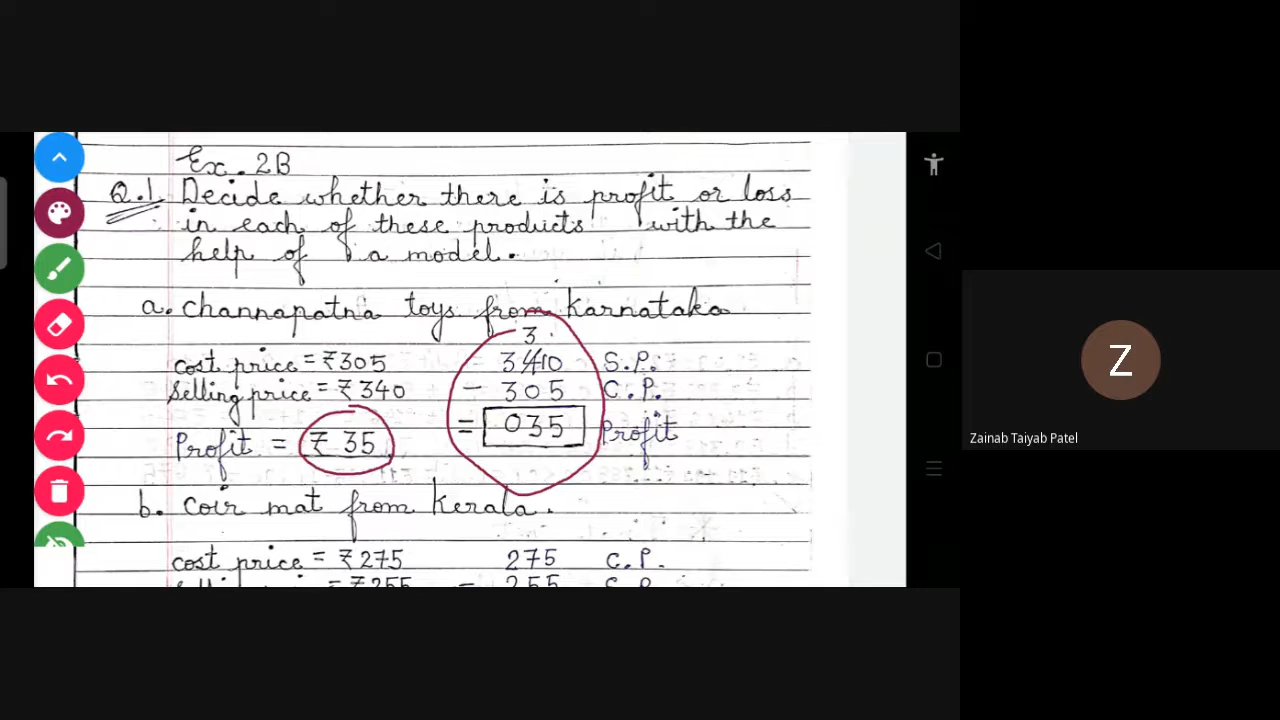 Ex. 2B
Q.1. Decide whether there is profit or loss
in each of these products with the
help of a model.
a. Channapatna toys from Karnataka
3
cost price = ₹305 3410 S.P.
Selling price = ₹340 - 305 C.P.
Profit = ₹ 35 = 035 Profit
b. Coir mat from Kerala.
cost price = ₹275 275 C.P.
= ₹255 - 255
Z
Zainab Taiyab Patel